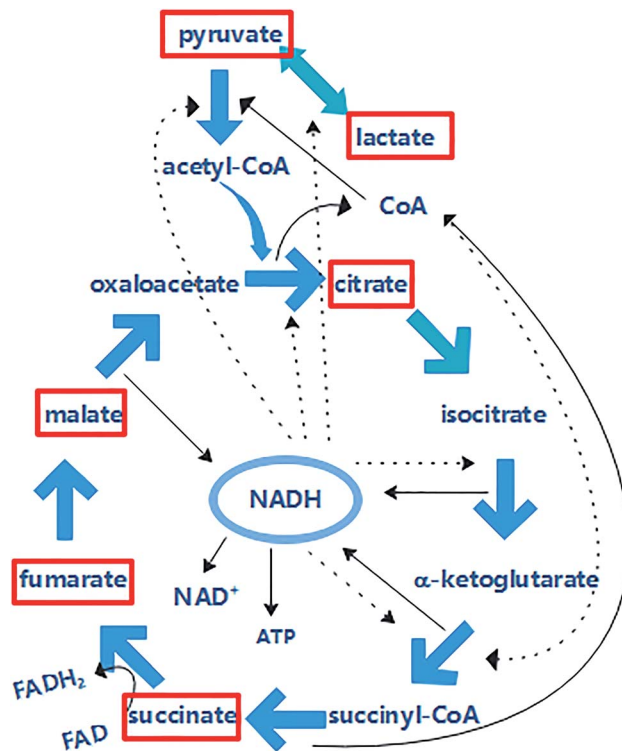 pyruvate
lactate
acetyl-CoA
CoA
oxaloacetate
citrate
malate
isocitrate
NADH
fumarate
α-ketoglutarate
NAD⁺
ATP
FADH₂
FAD
succinate
succinyl-CoA